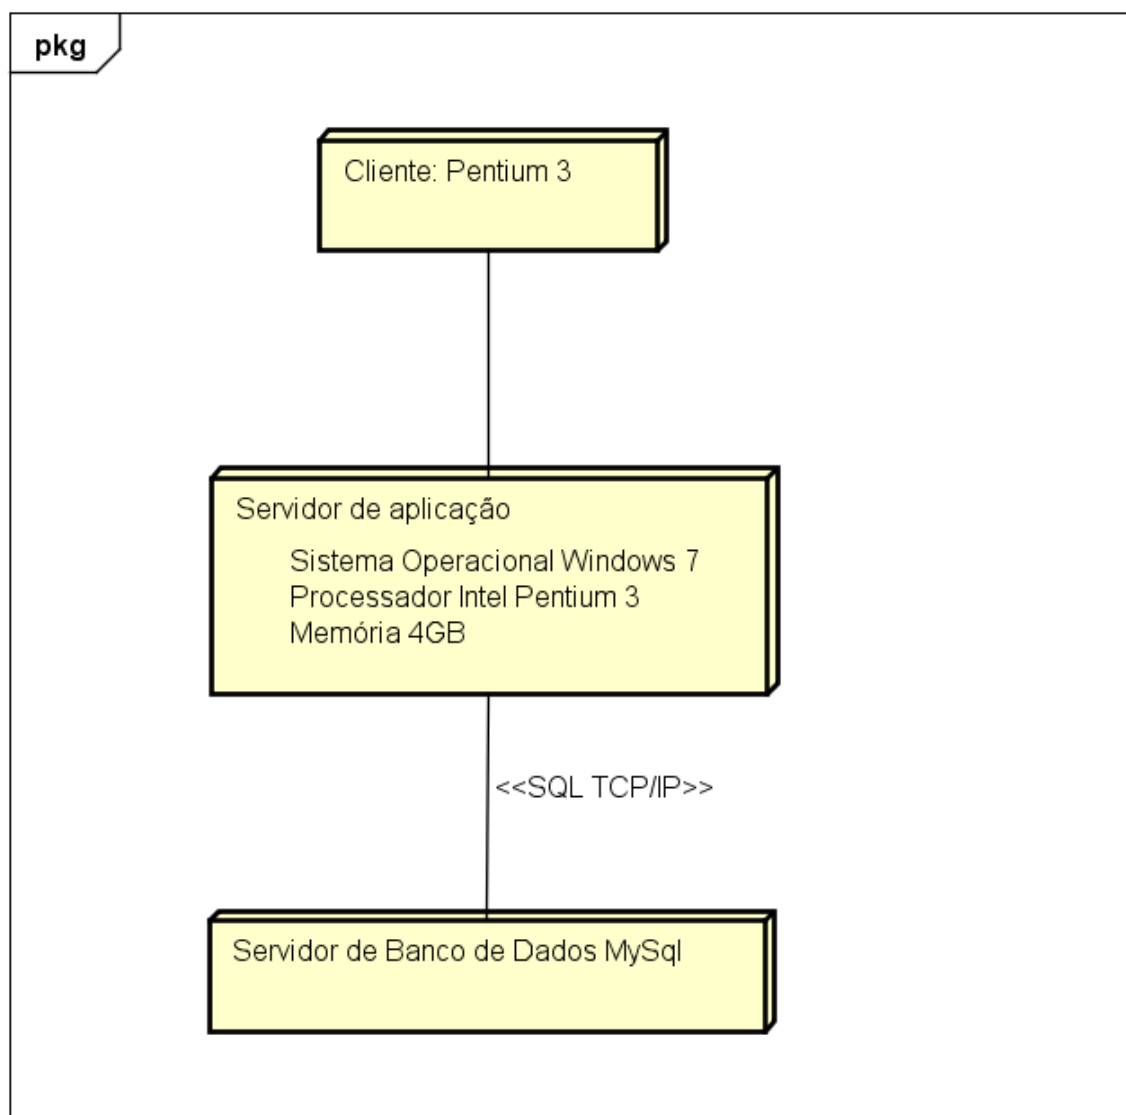 pkg
Cliente: Pentium 3
Servidor de aplicação
Sistema Operacional Windows 7
Processador Intel Pentium 3
Memória 4GB
<<SQL TCP/IP>>
Servidor de Banco de Dados MySql